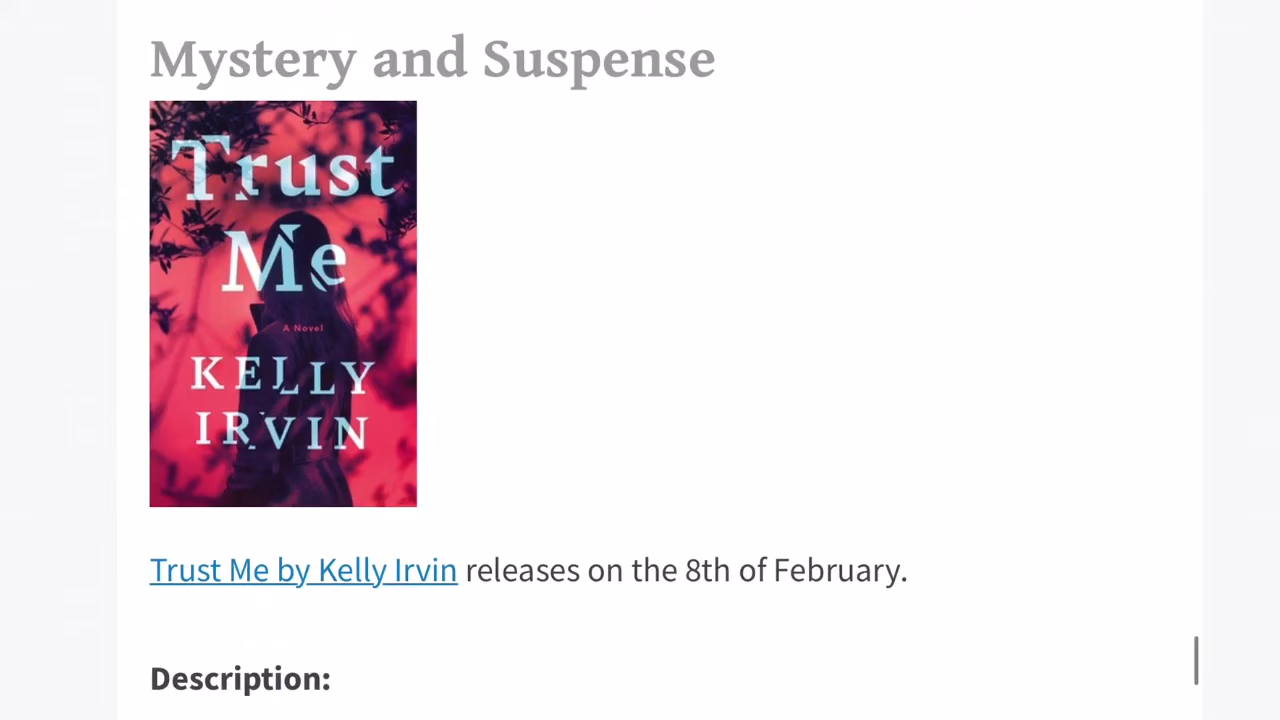 Mystery and Suspense
Trust
Me
A Novel
KELLY
IRVIN
Trust Me by Kelly Irvin releases on the 8th of February.
Description: